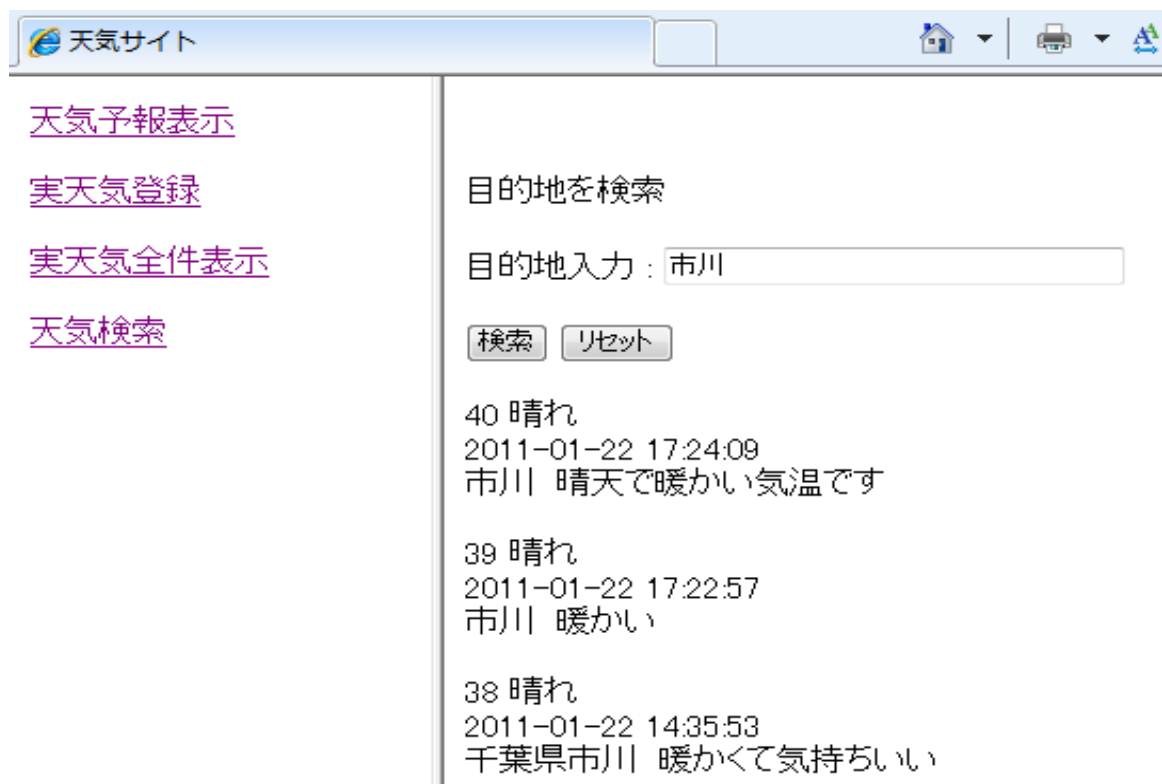 天気サイト
天気予報表示
実天気登録
実天気全件表示
天気検索
目的地を検索
目的地入力 : 市川
検索 リセット
40 晴れ
2011-01-22 17:24:09
市川 晴天で暖かい気温です
39 晴れ
2011-01-22 17:22:57
市川 暖かい
38 晴れ
2011-01-22 14:35:53
千葉県市川 暖かくて気持ちいい